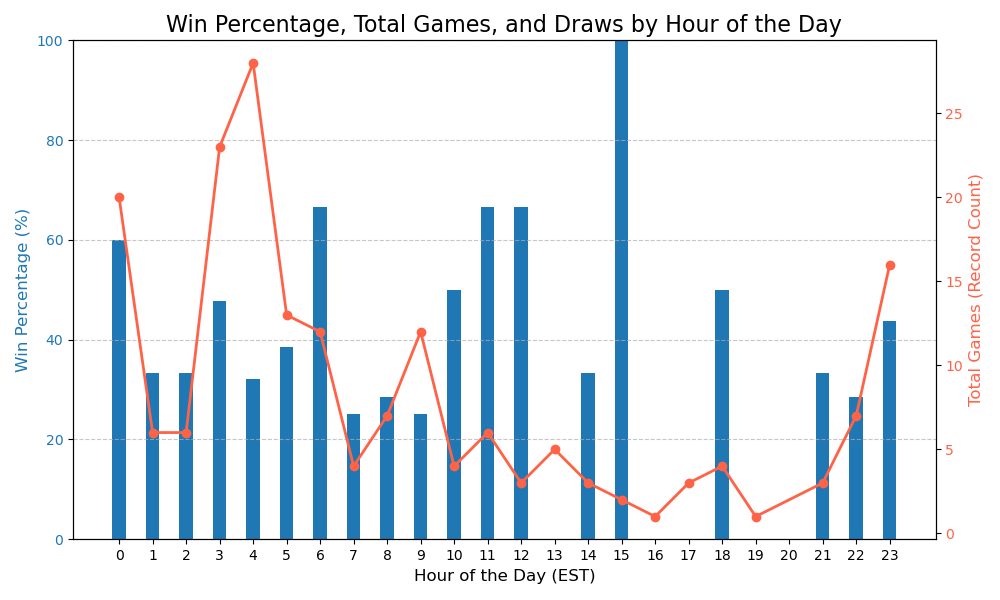 Win Percentage, Total Games, and Draws by Hour of the Day
Win Percentage (%)
100
80
60
40
20
0
0 1 2 3 4 5 6 7 8 9 10 11 12 13 14 15 16 17 18 19 20 21 22 23
Hour of the Day (EST)
25
20
15
10
5
0
Total Games (Record Count)